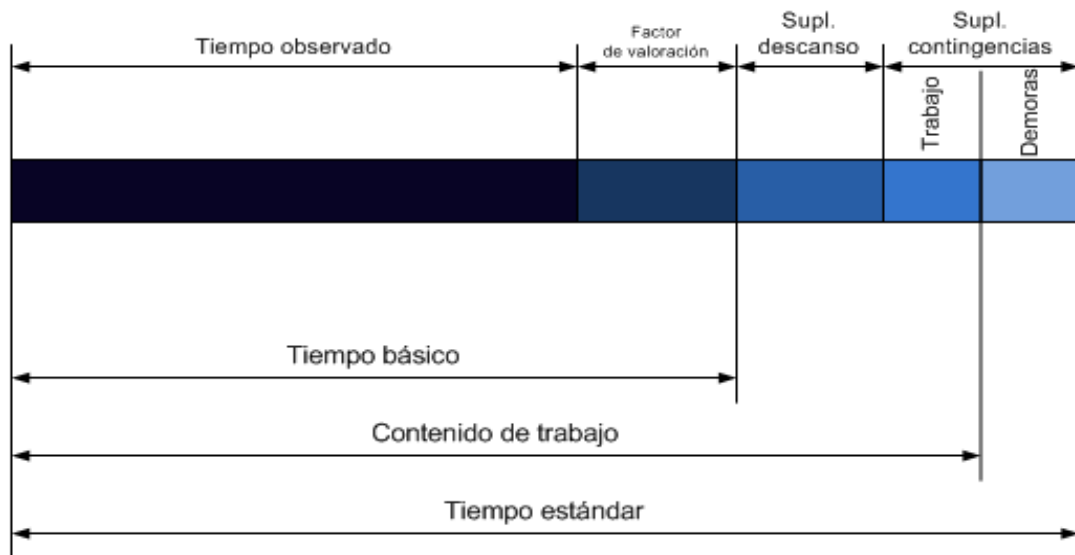 Tiempo observado
Factor
de valoración
Supl.
descanso
Supl.
contingencias
Trabajo
Demoras
Tiempo básico
Contenido de trabajo
Tiempo estándar